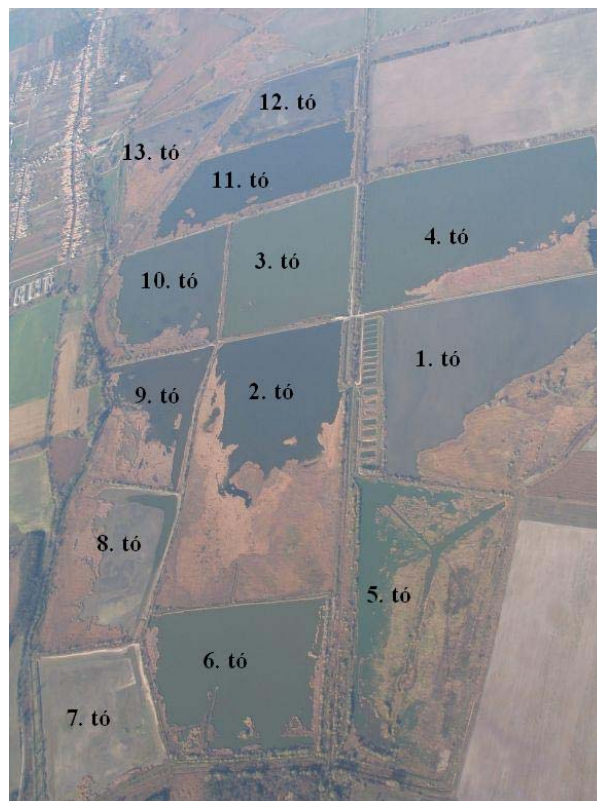 12. tó
13. tó
11. tó
4. tó
3. tó
10. tó
1. tó
9. tó
2. tó
8. tó
5. tó
6. tó
7. tó